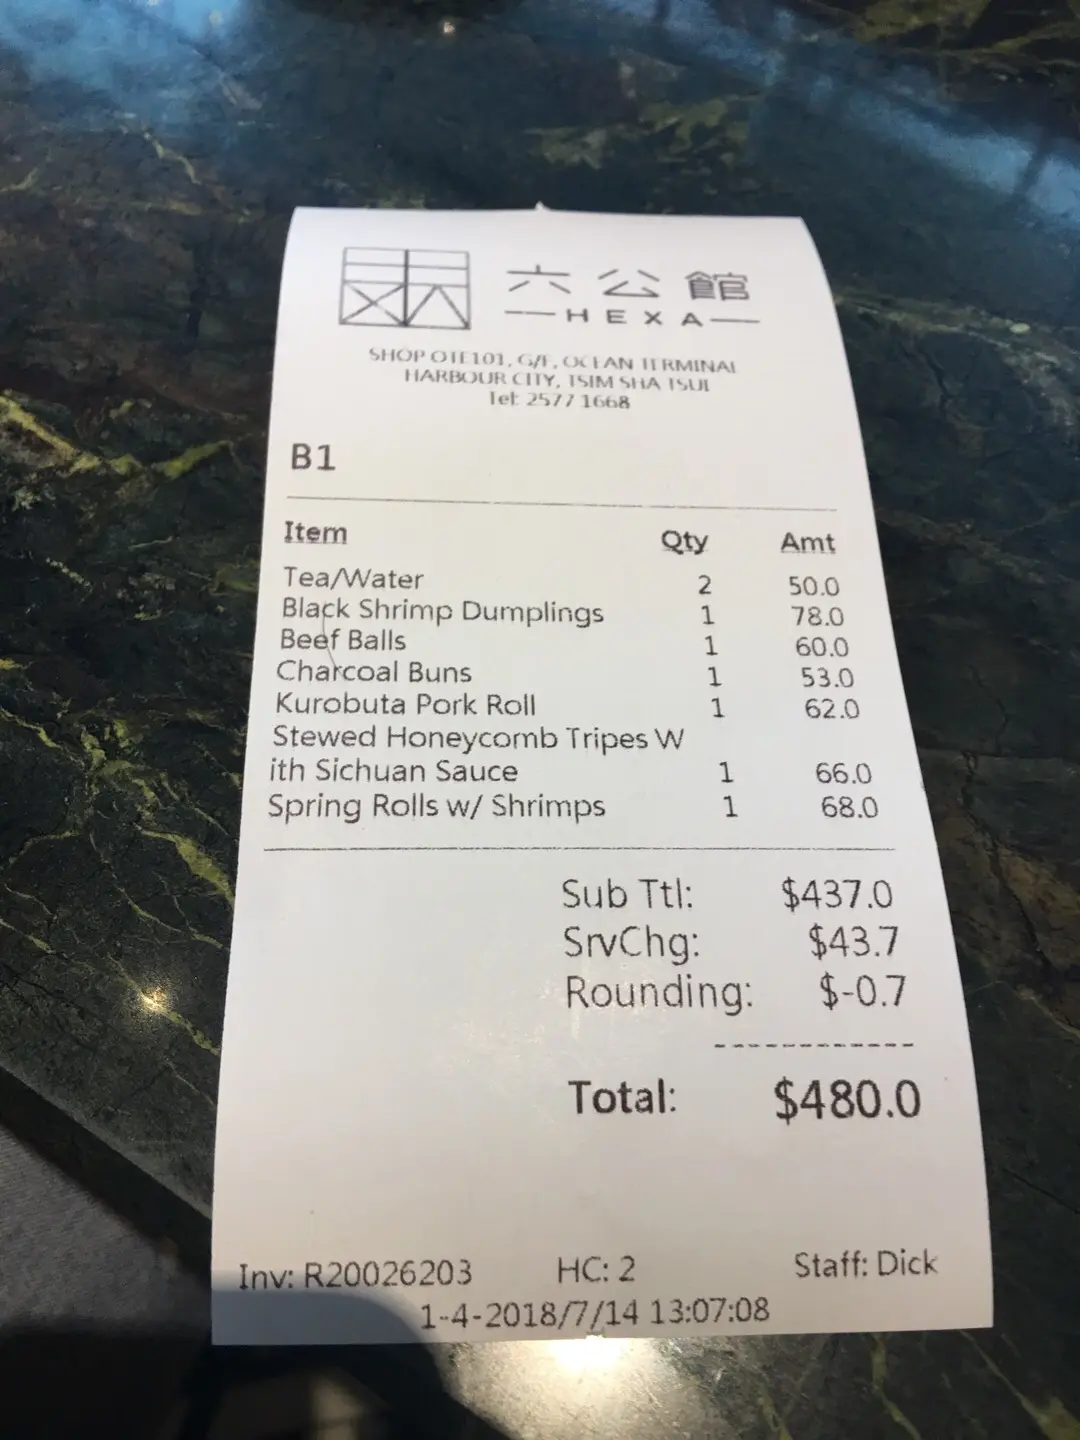 六公館
HEXA
SHOP OTE101, G/F, OCEAN TERMINAL
HARBOUR CITY, TSIM SHA TSUI
Tel: 2577 1668
B1
Item Qty Amt
Tea/Water 2 50.0
Black Shrimp Dumplings 1 78.0
Beef Balls 1 60.0
Charcoal Buns 1 53.0
Kurobuta Pork Roll 1 62.0
Stewed Honeycomb Tripes W
ith Sichuan Sauce 1 66.0
Spring Rolls w/ Shrimps 1 68.0
Sub Ttl: $437.0
SrvChg: $43.7
Rounding: $-0.7
Total: $480.0
Inv: R20026203 HC: 2 Staff: Dick
1-4-2018/7/14 13:07:08